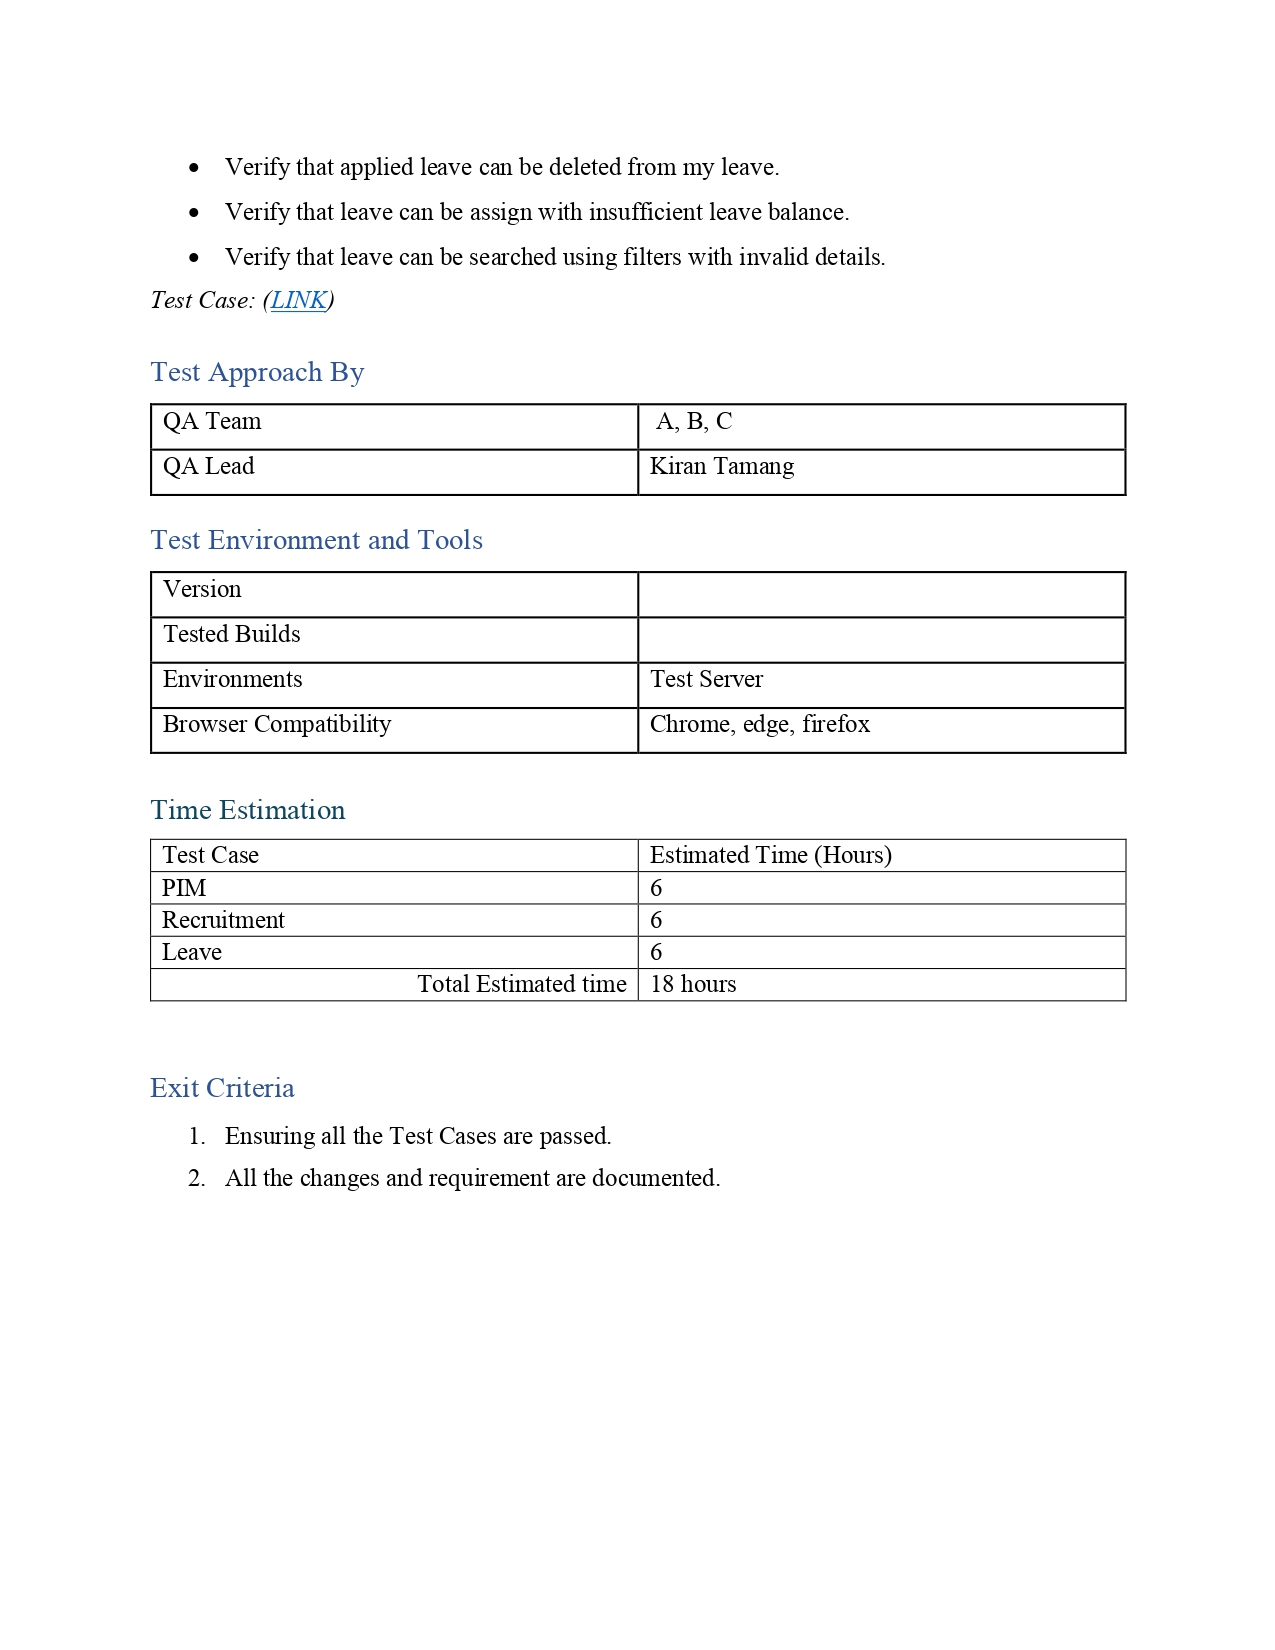 • Verify that applied leave can be deleted from my leave.
• Verify that leave can be assign with insufficient leave balance.
• Verify that leave can be searched using filters with invalid details.
Test Case: (LINK)
Test Approach By
QA Team A, B, C
QA Lead Kiran Tamang
Test Environment and Tools
Version
Tested Builds
Environments Test Server
Browser Compatibility Chrome, edge, firefox
Time Estimation
Test Case Estimated Time (Hours)
PIM 6
Recruitment 6
Leave 6
Total Estimated time 18 hours
Exit Criteria
1. Ensuring all the Test Cases are passed.
2. All the changes and requirement are documented.